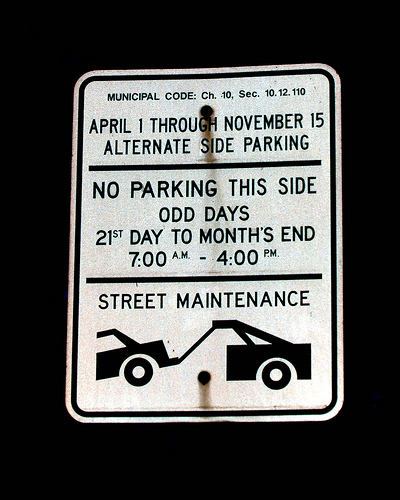 MUNICIPAL CODE: Ch. 10, Sec. 10.12.110
APRIL 1 THROUGH NOVEMBER 15
ALTERNATE SIDE PARKING
NO PARKING THIS SIDE
ODD DAYS
21ST DAY TO MONTH'S END
7:00 A.M. - 4:00 P.M.
STREET MAINTENANCE